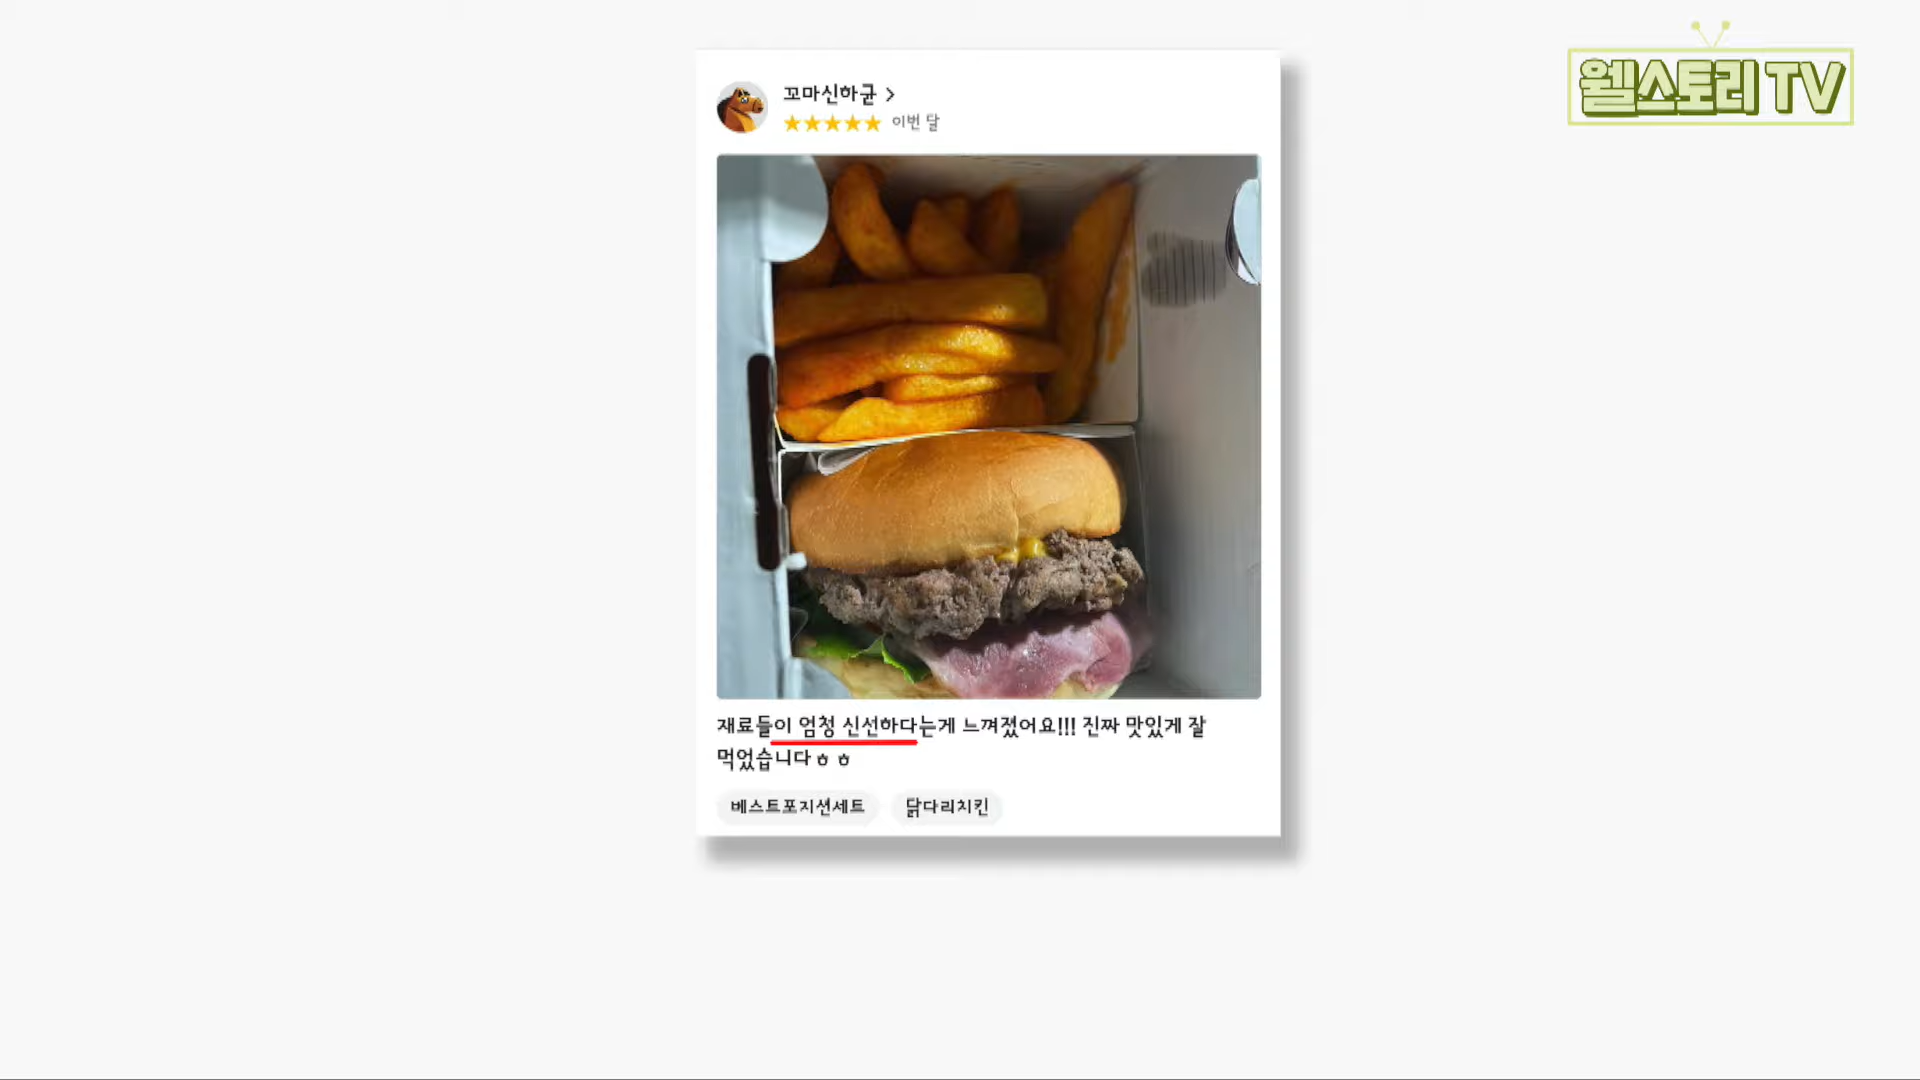 웰스토리 TV
꼬마신하균 >
★★★★★ 이번 달
재료들이 엄청 신선하다는게 느껴졌어요!!! 진짜 맛있게 잘
먹었습니다ㅎㅎ
베스트포지션세트 닭다리치킨